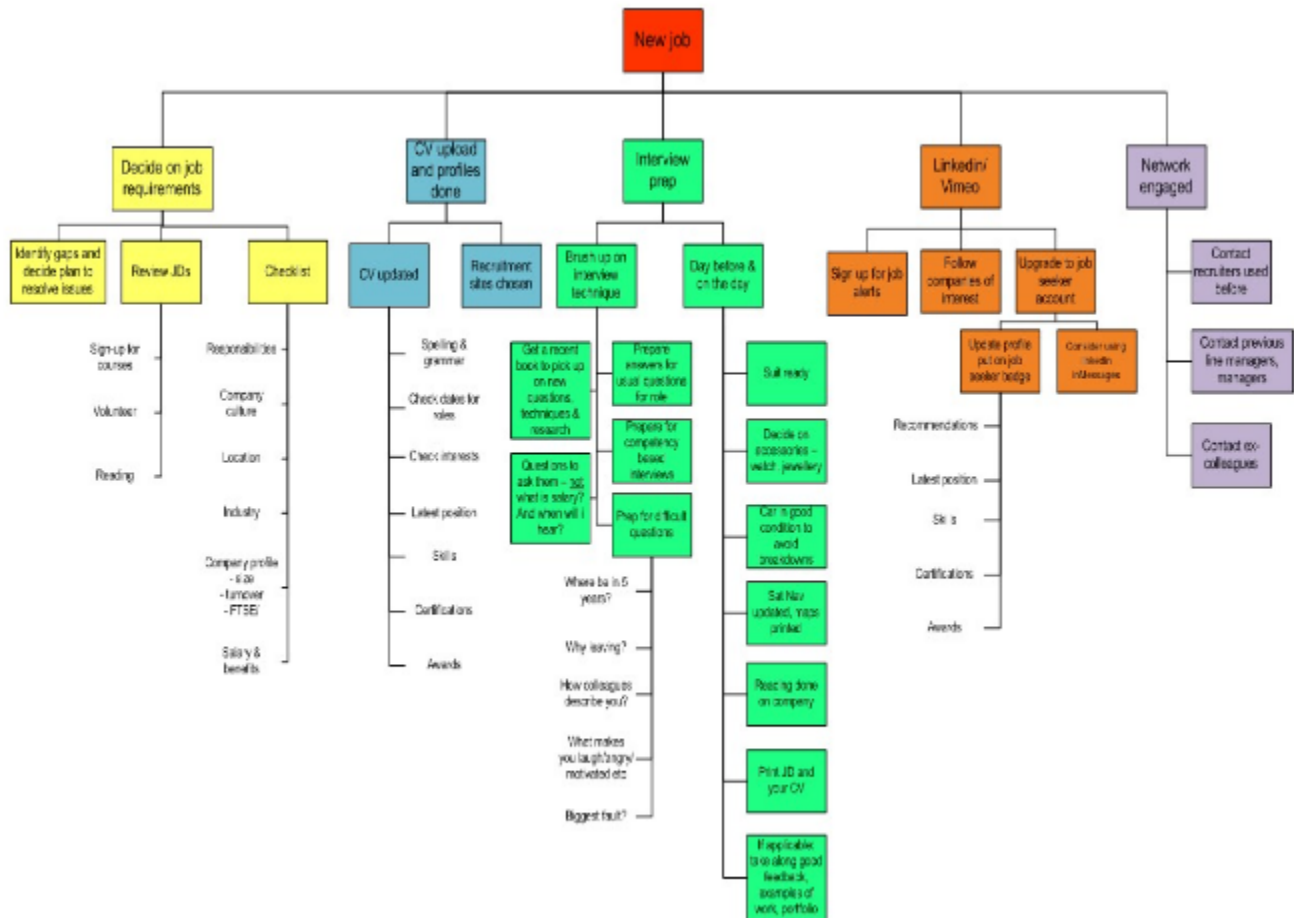 New job
Decide on job
requirements
CV upload
and profiles
done
Interview
prep
Linkedin/
Vimeo
Network
engaged
Identify gaps and
decide plan to
resolve issues
Review JDs
Checklist
CV updated
Recruitment
sites chosen
Brush up on
interview
technique
Day before &
on the day
Sign up for job
alerts
Follow
companies of
interest
Upgrade to job
seeker
account
Contact
recruiters used
before
Contact previous
line managers,
managers
Contact ex-
colleagues
Sign-up for
courses
Volunteer
Reading
Responsibilities
Company
culture
Location
Industry
Company profile
- size
- turnover
- FTSE/
Salary &
benefits
Spelling &
grammar
Check dates for
roles
Check interests
Latest position
Skills
Certifications
Awards
Get a recent
book to pick up
on new
questions,
techniques &
research
Questions to
ask them – not
what is salary?
And when will i
hear?
Prepare
answers for
usual questions
for role
Prepare for
competency
based
interviews
Prep for difficult
questions
Where be in 5
years?
Why leaving?
How colleagues
describe you?
What makes
you laugh/angry/
motivated etc
Biggest fault?
Suit ready
Decide on
accessories –
watch, jewellery
Car in good
condition to
avoid
breakdowns
Sat Nav
updated, maps
printed
Reading done
on company
Print JD and
your CV
If applicable:
take along good
feedback,
examples of
work, portfolio
Update profile
put on job
seeker badge
Consider using
linkedin
inMessages
Recommendations
Latest position
Skills
Certifications
Awards